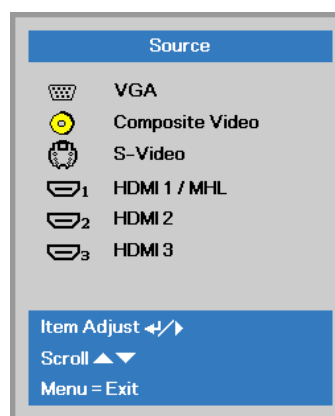 Source
VGA
Composite Video
S-Video
1 HDMI 1 / MHL
2 HDMI 2
3 HDMI 3
Item Adjust ↵/▶
Scroll ▲▼
Menu = Exit